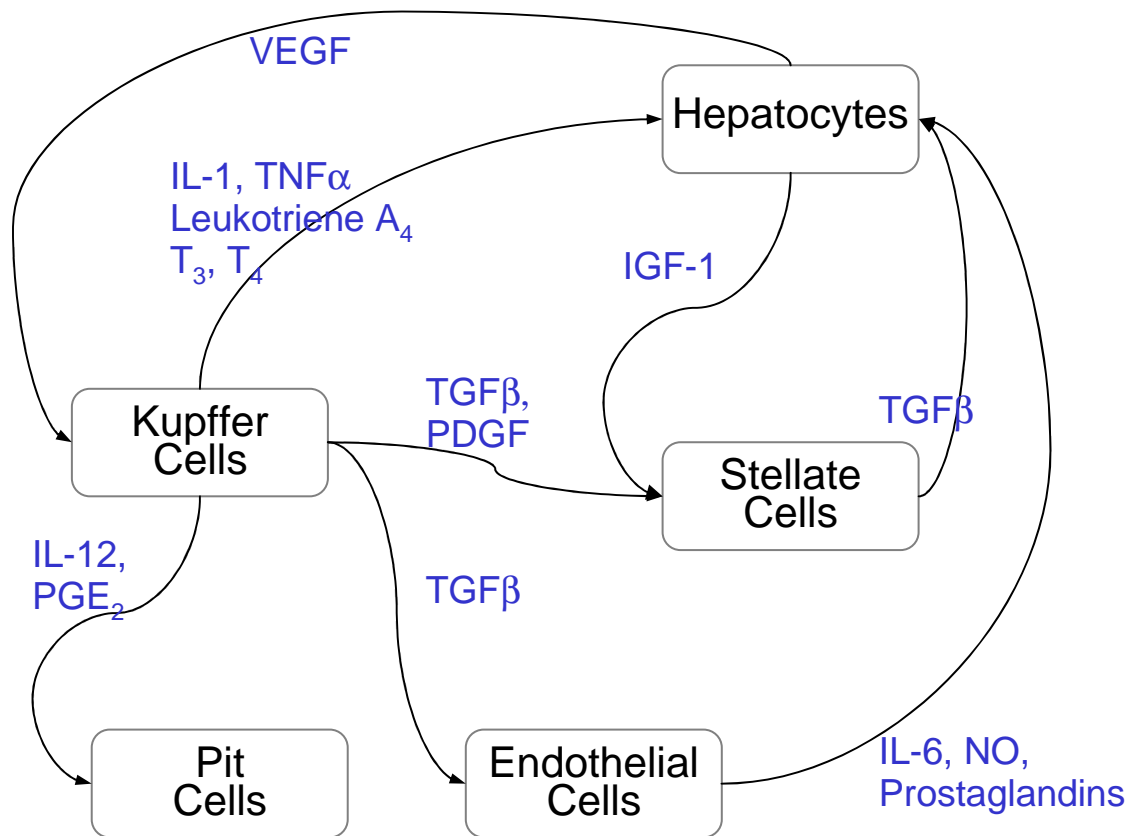 VEGF
Hepatocytes
IL-1, TNFα
Leukotriene A₄
T₃, T₄
IGF-1
TGFβ,
PDGF
TGFβ
Kupffer
Cells
Stellate
Cells
IL-12,
PGE₂
TGFβ
Pit
Cells
Endothelial
Cells
IL-6, NO,
Prostaglandins